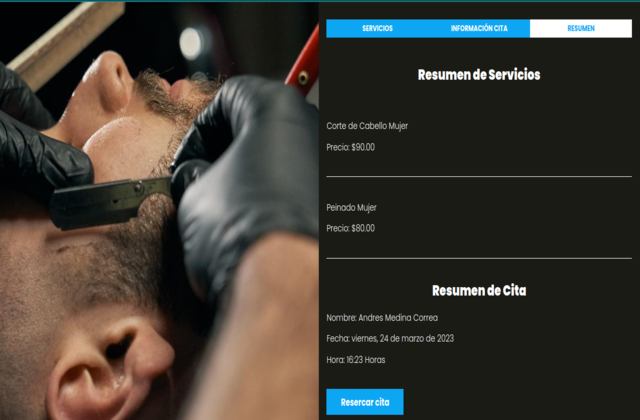 SERVICIOS
INFORMACIÓN CITA
RESUMEN
Resumen de Servicios
Corte de Cabello Mujer
Precio: $90.00
Peinado Mujer
Precio: $80.00
Resumen de Cita
Nombre: Andres Medina Correa
Fecha: viernes, 24 de marzo de 2023
Hora: 16:23 Horas
Resercar cita